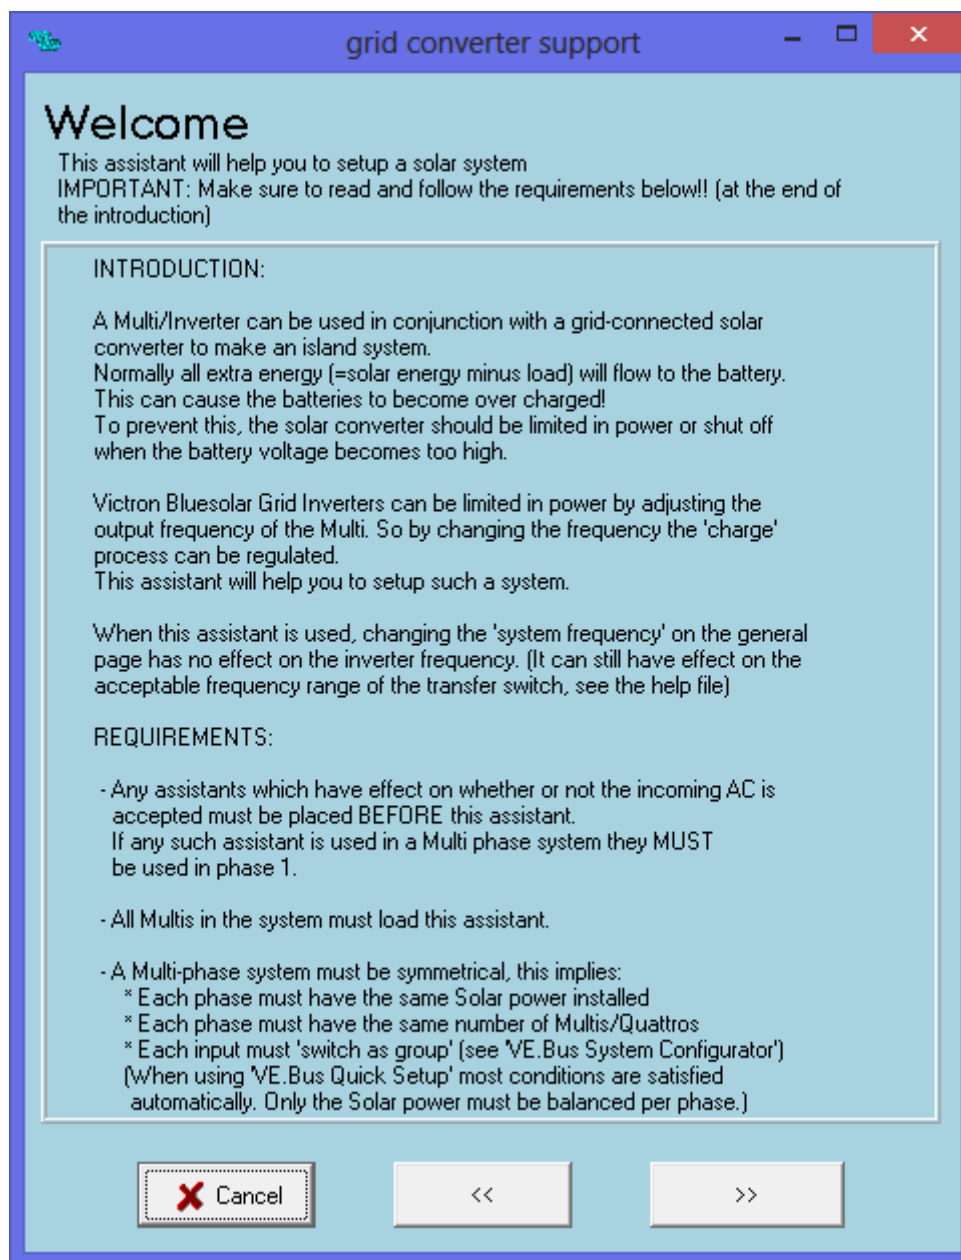 grid converter support
Welcome
This assistant will help you to setup a solar system
IMPORTANT: Make sure to read and follow the requirements below!! (at the end of
the introduction)
INTRODUCTION:
A Multi/Inverter can be used in conjunction with a grid-connected solar
converter to make an island system.
Normally all extra energy (=solar energy minus load) will flow to the battery.
This can cause the batteries to become over charged!
To prevent this, the solar converter should be limited in power or shut off
when the battery voltage becomes too high.
Victron Bluesolar Grid Inverters can be limited in power by adjusting the
output frequency of the Multi. So by changing the frequency the 'charge'
process can be regulated.
This assistant will help you to setup such a system.
When this assistant is used, changing the 'system frequency' on the general
page has no effect on the inverter frequency. (It can still have effect on the
acceptable frequency range of the transfer switch, see the help file)
REQUIREMENTS:
- Any assistants which have effect on whether or not the incoming AC is
accepted must be placed BEFORE this assistant.
If any such assistant is used in a Multi phase system they MUST
be used in phase 1.
- All Multis in the system must load this assistant.
- A Multi-phase system must be symmetrical, this implies:
* Each phase must have the same Solar power installed
* Each phase must have the same number of Multis/Quattros
* Each input must 'switch as group' (see 'VE.Bus System Configurator')
(When using 'VE.Bus Quick Setup' most conditions are satisfied
automatically. Only the Solar power must be balanced per phase.)
Cancel
<<
>>